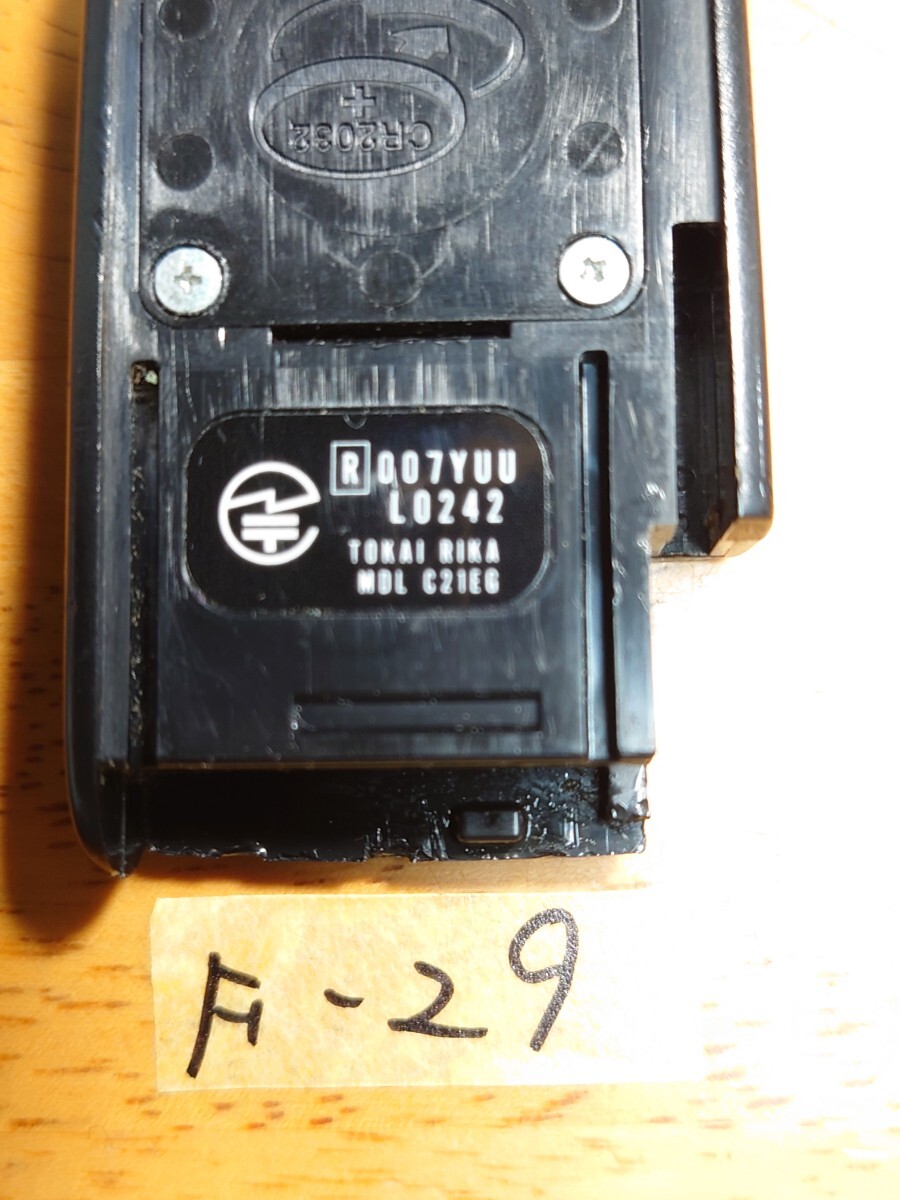 +
CR2032
R 007YUU
L0242
TOKAI RIKA
MDL C21EG
F-29